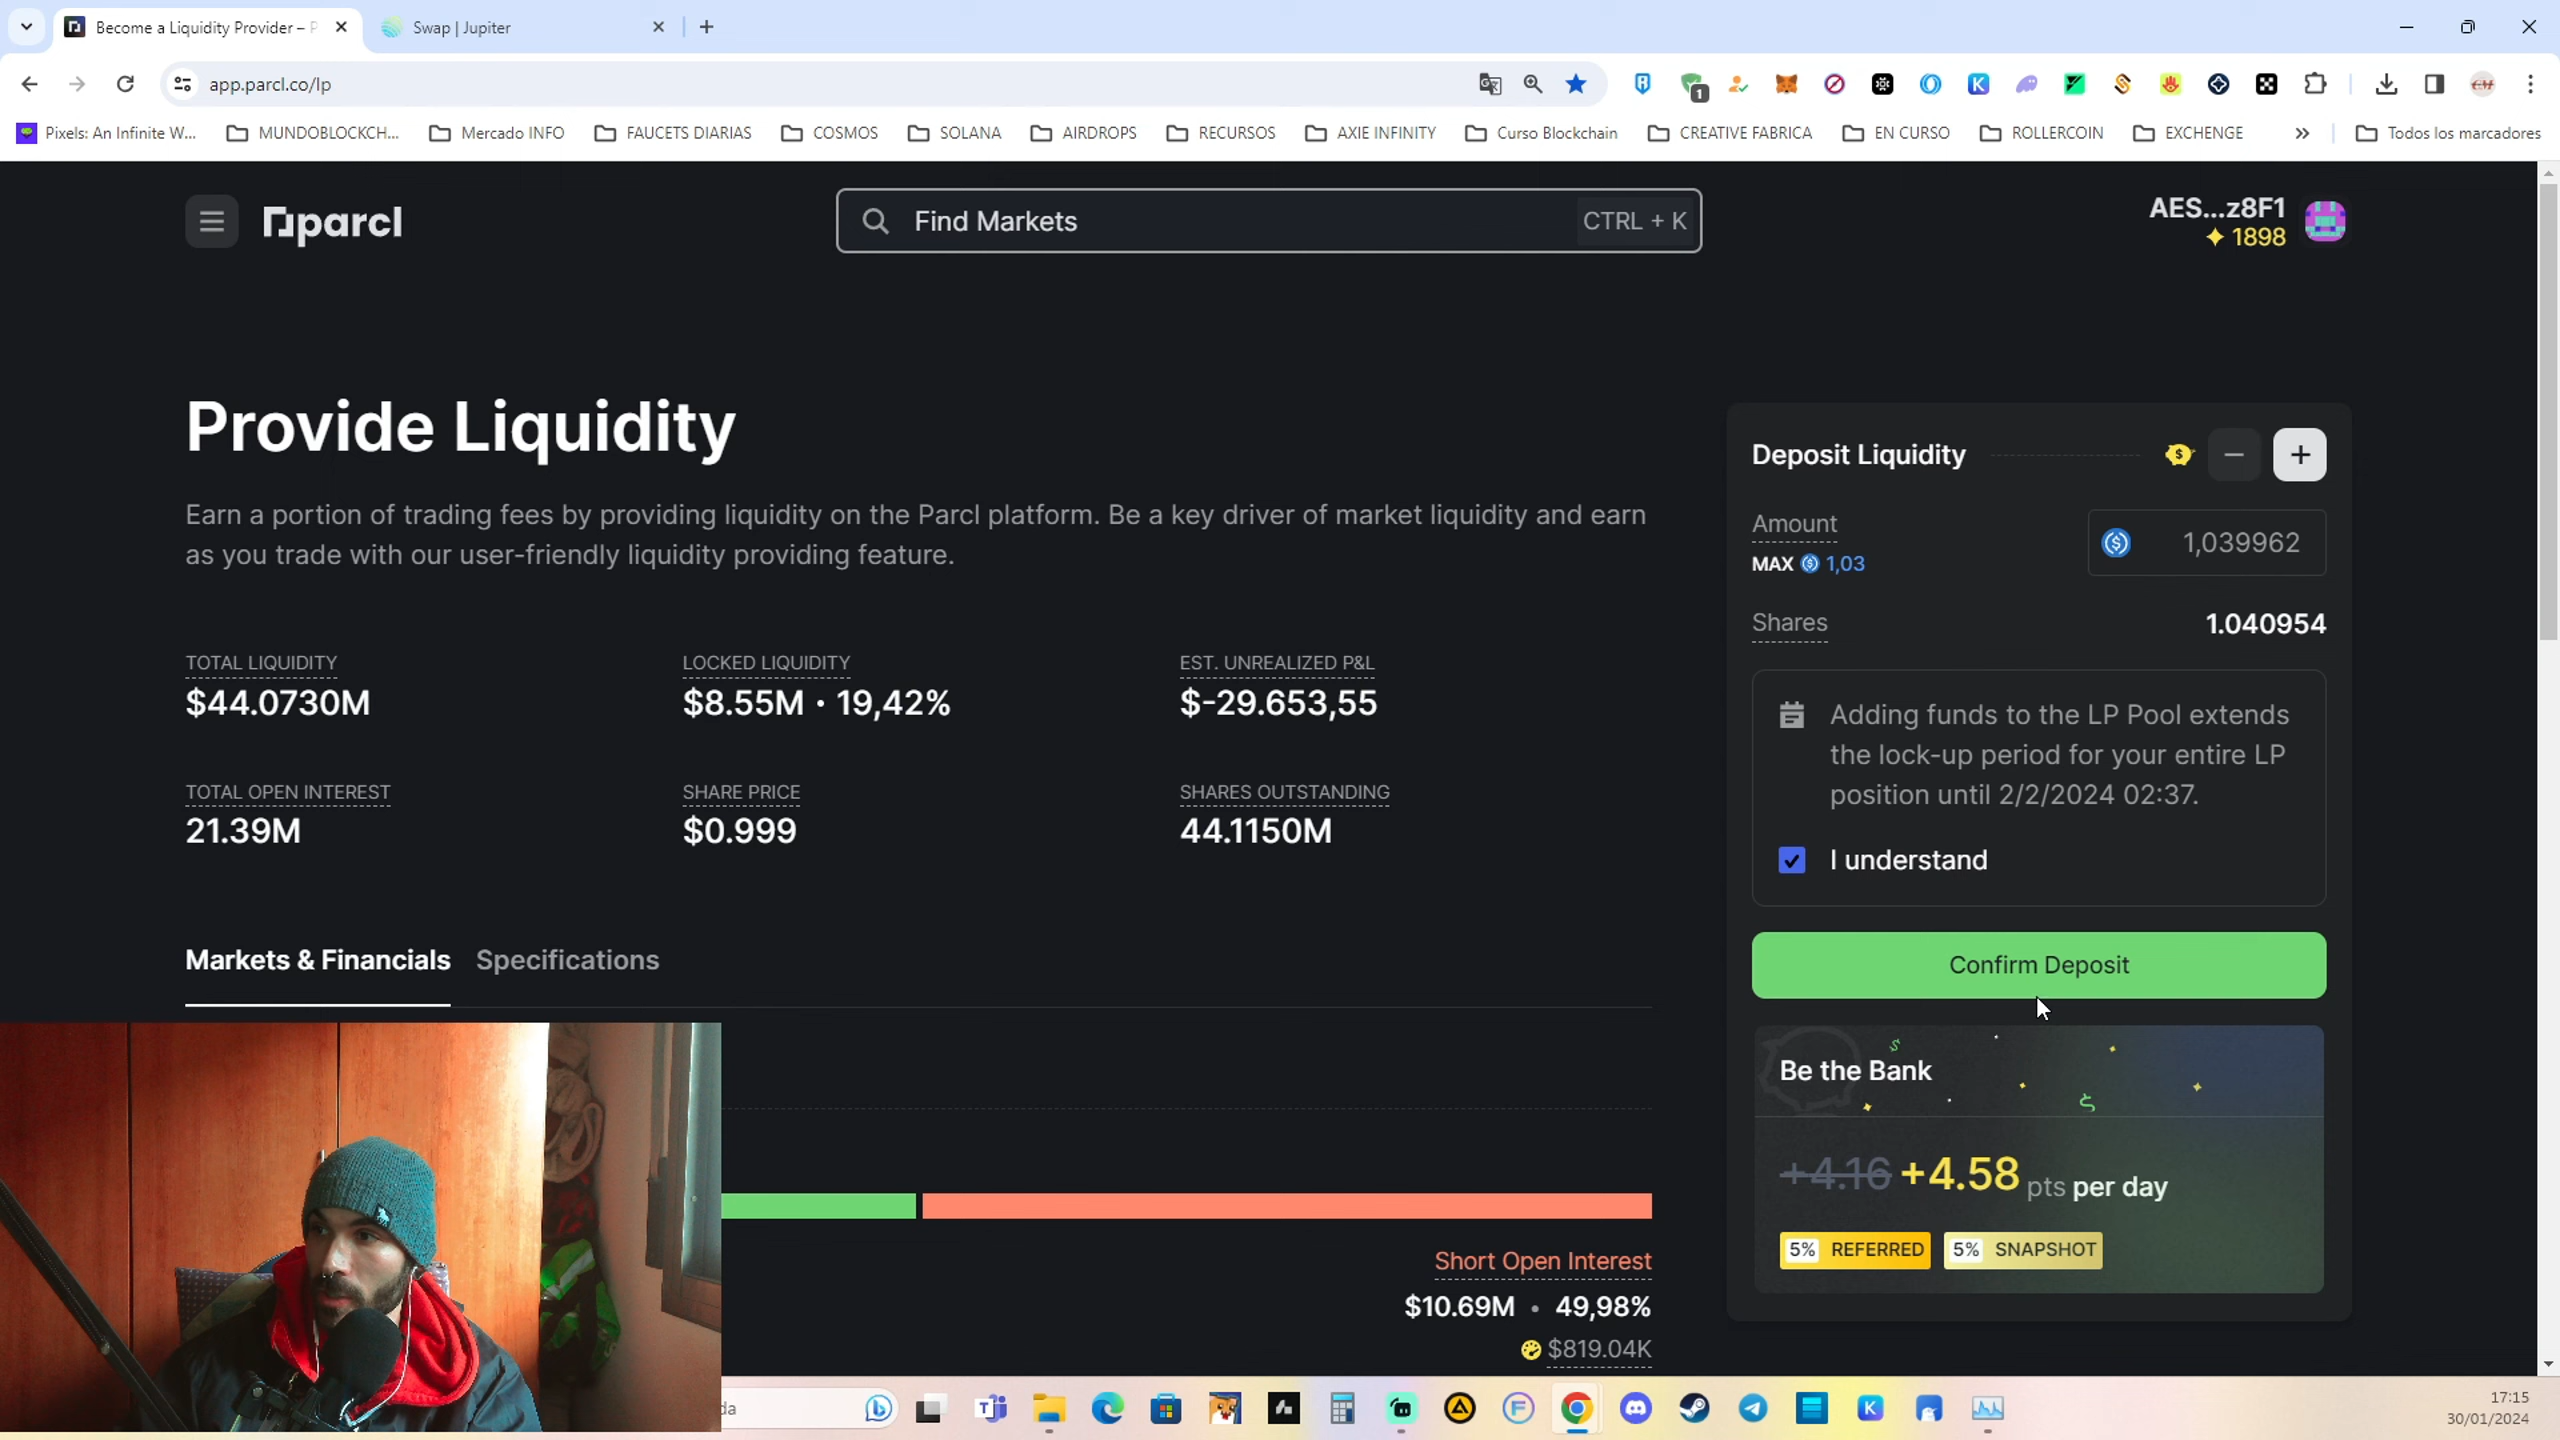 Become a Liquidity Provider – P
Swap | Jupiter
app.parcl.co/lp
1
Pixels: An Infinite W...
MUNDOBLOCKCH...
Mercado INFO
FAUCETS DIARIAS
COSMOS
SOLANA
AIRDROPS
RECURSOS
AXIE INFINITY
Curso Blockchain
CREATIVE FABRICA
EN CURSO
ROLLERCOIN
EXCHENGE
Todos los marcadores
parcl
Find Markets
CTRL + K
AES...z8F1
1898
Provide Liquidity
Earn a portion of trading fees by providing liquidity on the Parcl platform. Be a key driver of market liquidity and earn
as you trade with our user-friendly liquidity providing feature.
TOTAL LIQUIDITY
$44.0730M
LOCKED LIQUIDITY
$8.55M • 19,42%
EST. UNREALIZED P&L
$-29.653,55
TOTAL OPEN INTEREST
21.39M
SHARE PRICE
$0.999
SHARES OUTSTANDING
44.1150M
Markets & Financials
Specifications
Short Open Interest
$10.69M • 49,98%
$819.04K
Deposit Liquidity
Amount
MAX 1,03
1,039962
Shares
1.040954
Adding funds to the LP Pool extends
the lock-up period for your entire LP
position until 2/2/2024 02:37.
I understand
Confirm Deposit
Be the Bank
+4.16 +4.58 pts per day
5% REFERRED
5% SNAPSHOT
da
17:15
30/01/2024